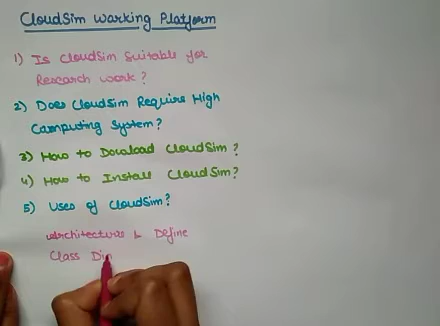 CloudSim Working Platform
1) Is CloudSim Suitable for
Research work?
2) Does CloudSim Require High
Computing System?
3) How to Download CloudSim?
4) How to Install CloudSim?
5) Uses of CloudSim?
Architecture & Define
Class Di